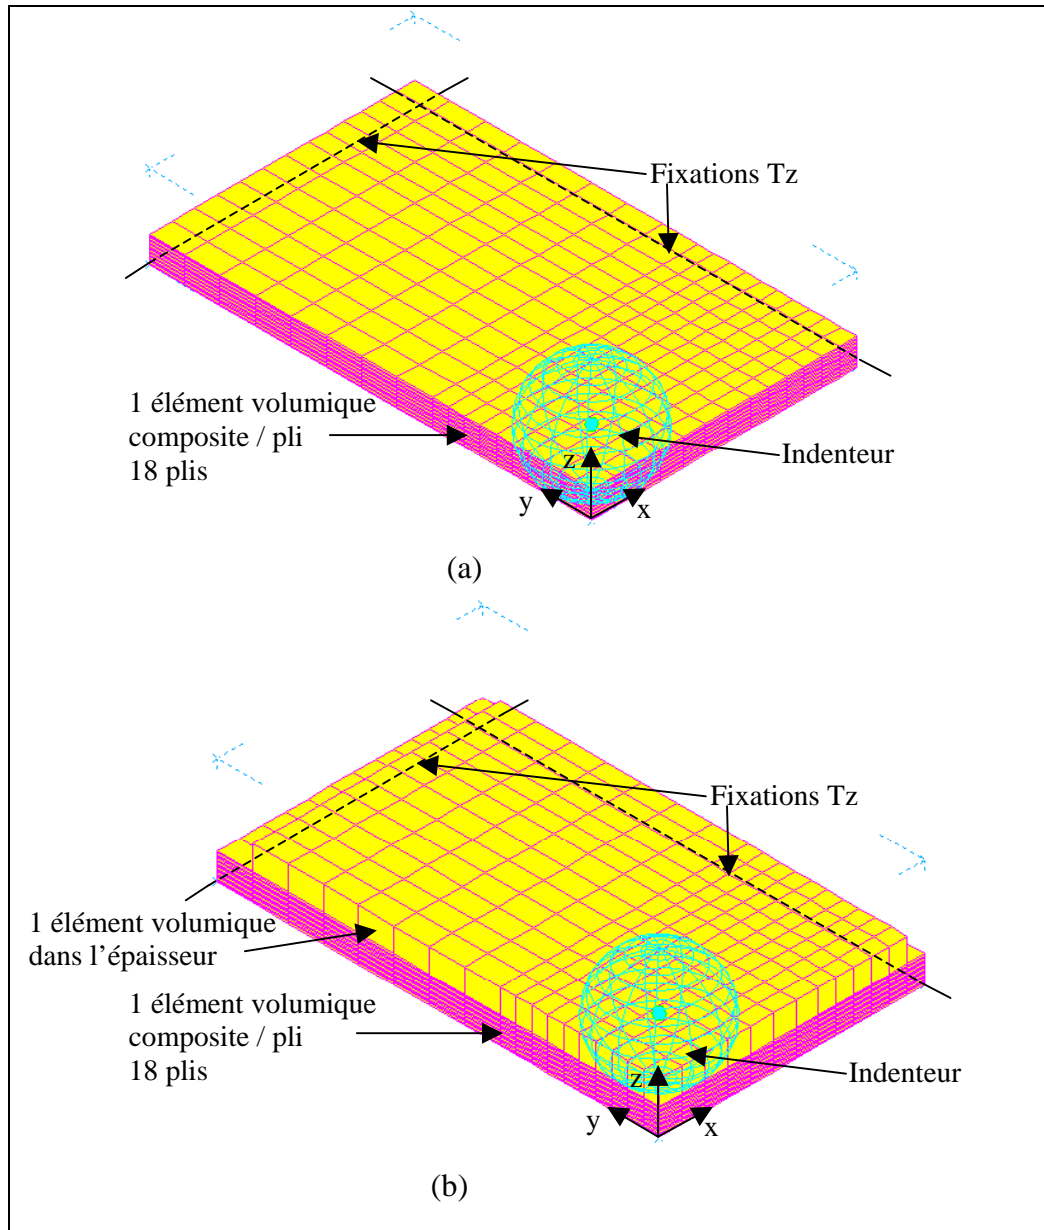 Fixations Tz
1 élément volumique
composite / pli
18 plis
Indenteur
z
y
x
(a)
Fixations Tz
1 élément volumique
dans l’épaisseur
1 élément volumique
composite / pli
18 plis
Indenteur
z
y
x
(b)